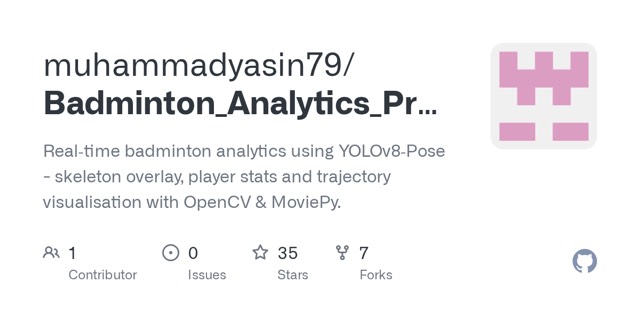 muhammadyasin79/
Badminton_Analytics_Pr...
Real-time badminton analytics using YOLOv8-Pose
- skeleton overlay, player stats and trajectory
visualisation with OpenCV & MoviePy.
1 0 35 7
Contributor Issues Stars Forks